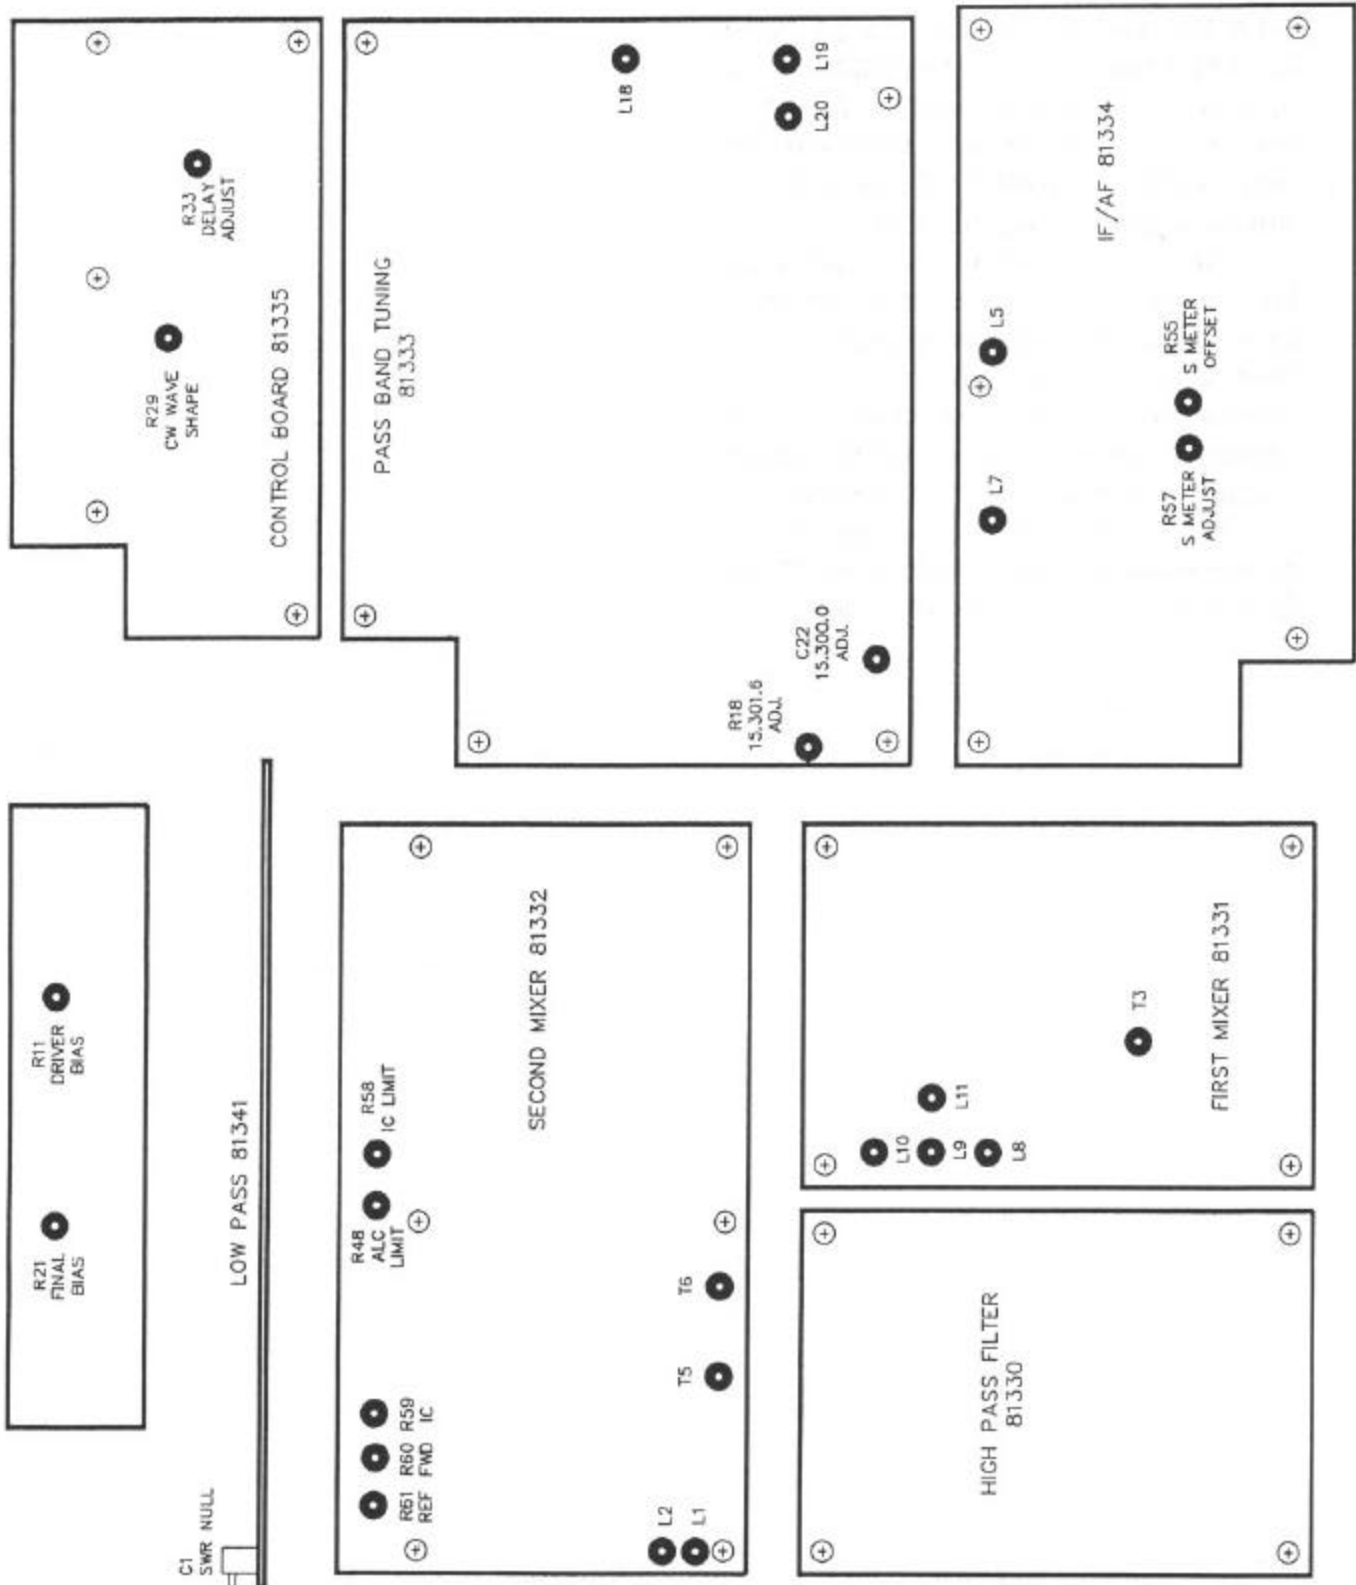 C1
SWR NULL
LOW PASS 81341
R21
FINAL
BIAS
R11
DRIVER
BIAS
R29
CW WAVE
SHAPE
R33
DELAY
ADJUST
CONTROL BOARD 81335
R61
REF
R60
FWD
R59
IC
R48
ALC
LIMIT
R58
IC LIMIT
SECOND MIXER 81332
L2
L1
T5
T6
PASS BAND TUNING
81333
L18
L19
L20
R18
15.301.6
ADJ.
C22
15.300.0
ADJ.
HIGH PASS FILTER
81330
L10
L9
L8
L11
T3
FIRST MIXER 81331
L7
L5
R57
S METER
ADJUST
R55
S METER
OFFSET
IF/AF 81334